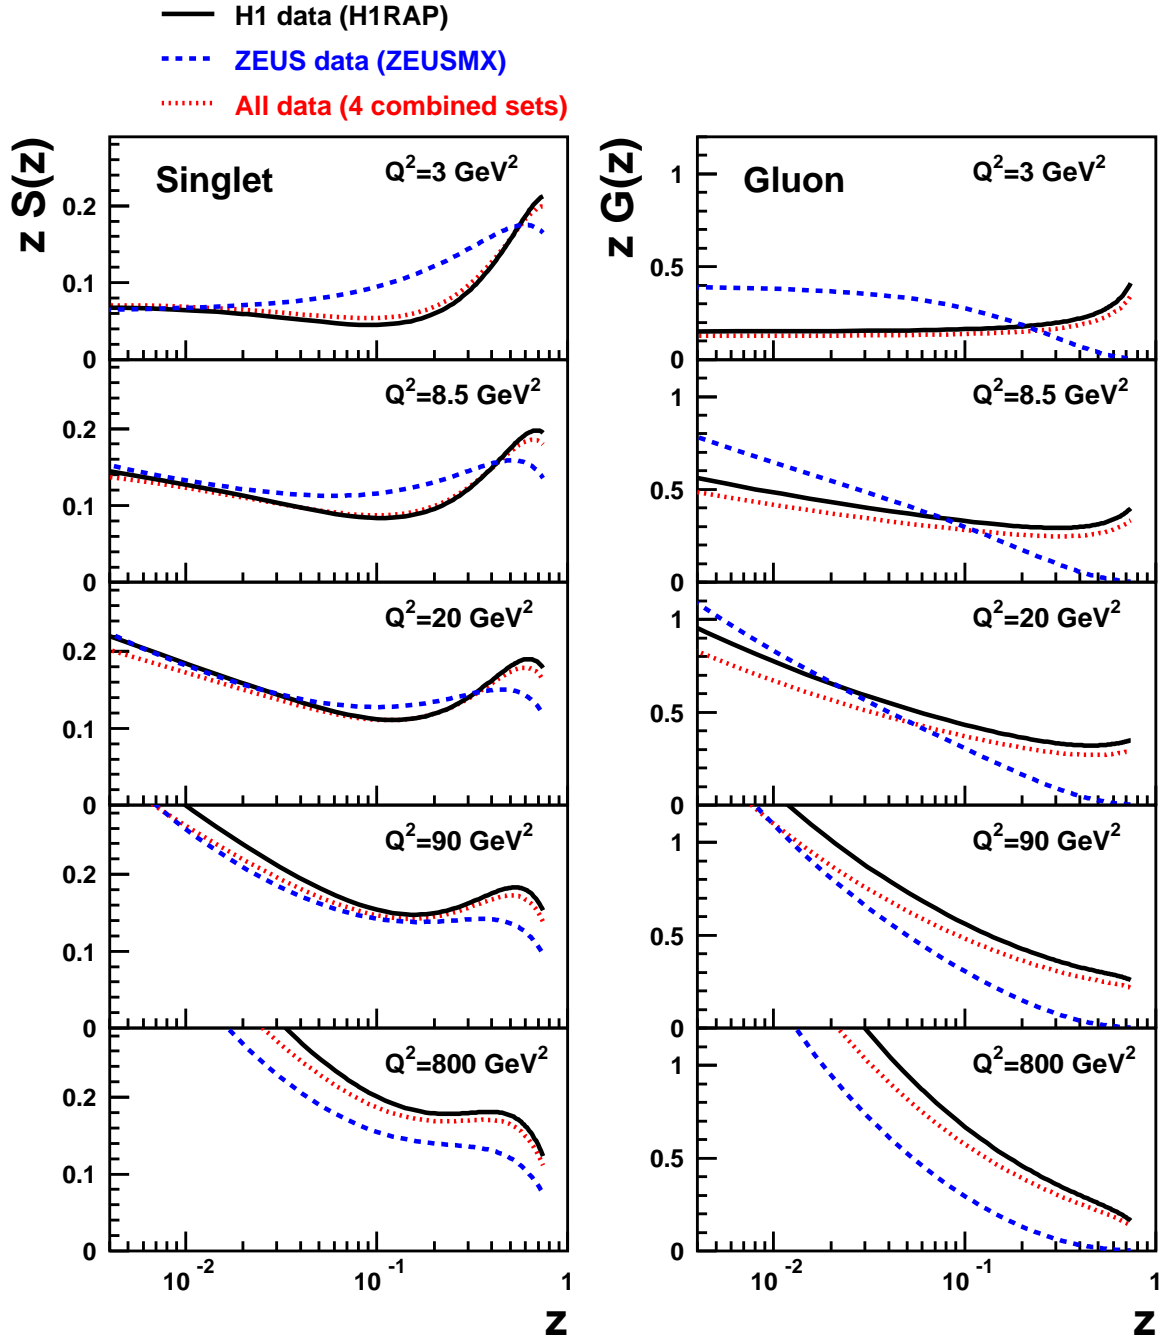 H1 data (H1RAP)
ZEUS data (ZEUSMX)
All data (4 combined sets)
z S(z)
Singlet
Q²=3 GeV²
0.2
0.1
0
Q²=8.5 GeV²
0.2
0.1
0
Q²=20 GeV²
0.2
0.1
0
Q²=90 GeV²
0.2
0.1
0
Q²=800 GeV²
0.2
0.1
0
10⁻²
10⁻¹
1
z
z G(z)
Gluon
Q²=3 GeV²
1
0.5
0
Q²=8.5 GeV²
1
0.5
0
Q²=20 GeV²
1
0.5
0
Q²=90 GeV²
1
0.5
0
Q²=800 GeV²
1
0.5
0
10⁻²
10⁻¹
1
z